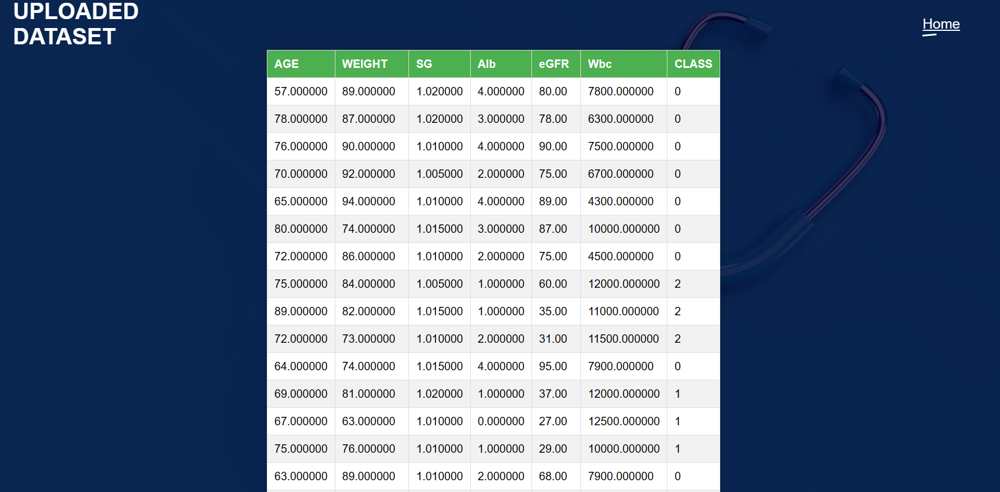 UPLOADED
DATASET
Home
AGE WEIGHT SG Alb eGFR Wbc CLASS
57.000000 89.000000 1.020000 4.000000 80.00 7800.000000 0
78.000000 87.000000 1.020000 3.000000 78.00 6300.000000 0
76.000000 90.000000 1.010000 4.000000 90.00 7500.000000 0
70.000000 92.000000 1.005000 2.000000 75.00 6700.000000 0
65.000000 94.000000 1.010000 4.000000 89.00 4300.000000 0
80.000000 74.000000 1.015000 3.000000 87.00 10000.000000 0
72.000000 86.000000 1.010000 2.000000 75.00 4500.000000 0
75.000000 84.000000 1.005000 1.000000 60.00 12000.000000 2
89.000000 82.000000 1.015000 1.000000 35.00 11000.000000 2
72.000000 73.000000 1.010000 2.000000 31.00 11500.000000 2
64.000000 74.000000 1.015000 4.000000 95.00 7900.000000 0
69.000000 81.000000 1.020000 1.000000 37.00 12000.000000 1
67.000000 63.000000 1.010000 0.000000 27.00 12500.000000 1
75.000000 76.000000 1.010000 1.000000 29.00 10000.000000 1
63.000000 89.000000 1.010000 2.000000 68.00 7900.000000 0